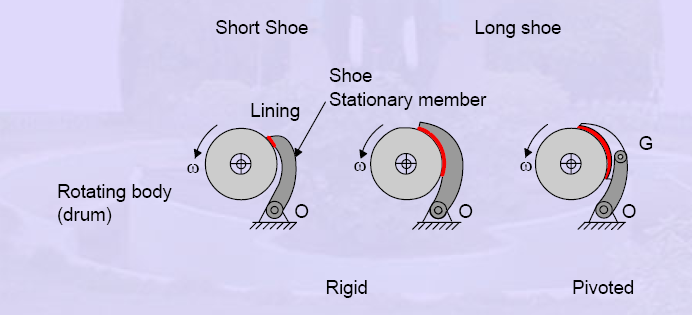 Short Shoe
Long shoe
Shoe
Stationary member
Lining
G
ω
ω
ω
Rotating body
(drum)
O
O
O
Rigid
Pivoted